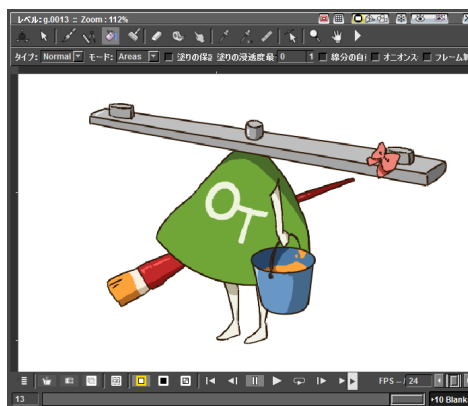 レベル: g.0013 :: Zoom : 112%
タイプ: Normal モード: Areas 塗りの保 塗りの浸透度最 0 1 線分の自 オニオンス フレーム
OT
FPS -- / 24
13 10 Blank